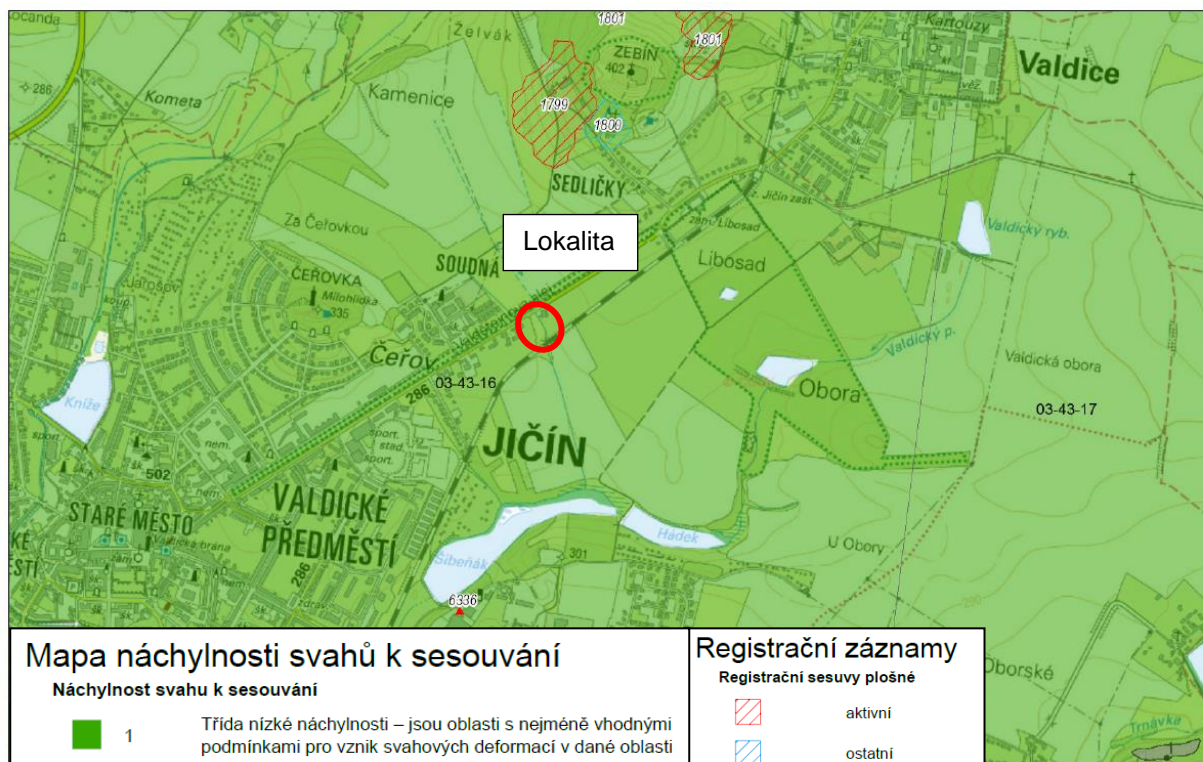 1801
Kartouzy
Valdice
Želvák
ZEBÍN
402
1801
286
Kometa
Kamenice
1799
1800
SEDLIČKY
Za Čeřovkou
Lokalita
SOUDNÁ
ČEŘOVKA
Milohlídka
335
zám. Libosad
Libosad
Valdický ryb.
Valdický p.
Valdická obora
Čeřov
03-43-16
286
Obora
03-43-17
Kníže
JIČÍN
502
VALDICKÉ
PŘEDMĚSTÍ
STARÉ MĚSTO
Valdická brána
286
Šibeňák
Hádek
301
U Obory
6336
Oborské
Trnávka
Mapa náchylnosti svahů k sesouvání
Náchylnost svahu k sesouvání
1
Třída nízké náchylnosti – jsou oblasti s nejméně vhodnými
podmínkami pro vznik svahových deformací v dané oblasti
Registrační záznamy
Registrační sesuvy plošné
aktivní
ostatní